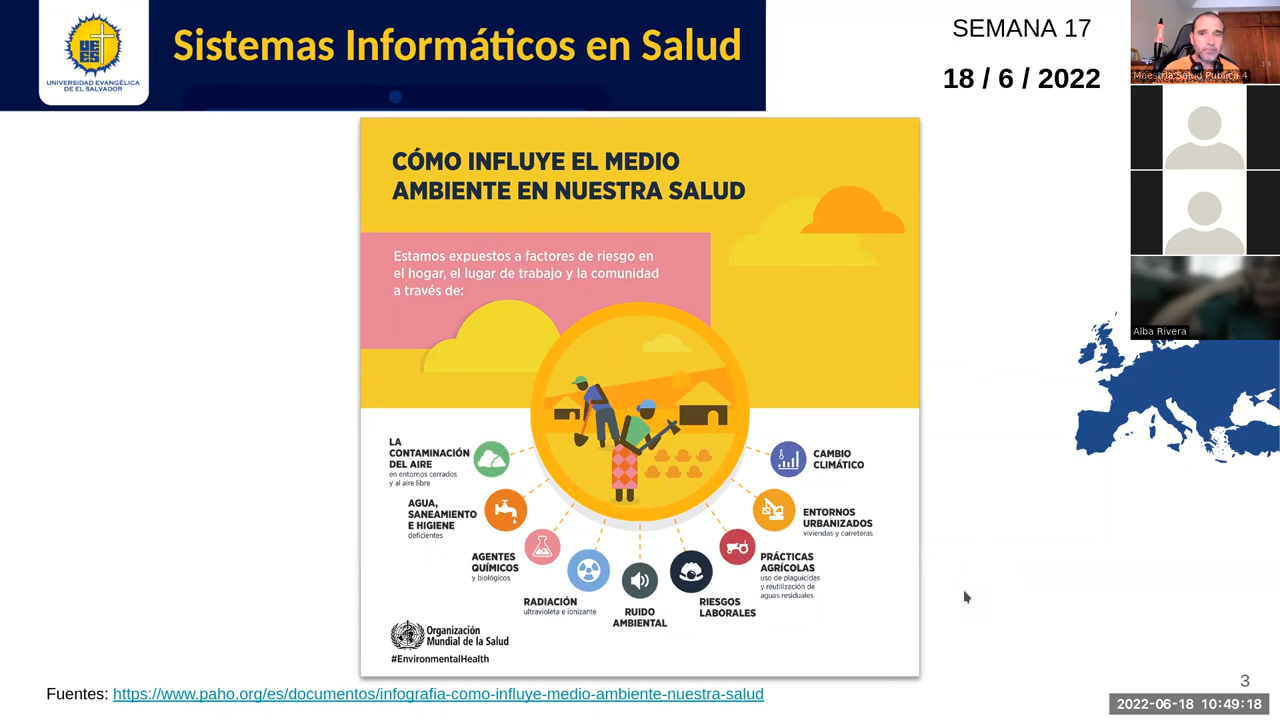 UE
ES
UNIVERSIDAD EVANGÉLICA
DE EL SALVADOR
Sistemas Informáticos en Salud
SEMANA 17
18 / 6 / 2022
Maestria Salud Publica 4
Alba Rivera
CÓMO INFLUYE EL MEDIO
AMBIENTE EN NUESTRA SALUD
Estamos expuestos a factores de riesgo en
el hogar, el lugar de trabajo y la comunidad
a través de:
LA
CONTAMINACIÓN
DEL AIRE
en entornos cerrados
y al aire libre
AGUA,
SANEAMIENTO
E HIGIENE
deficientes
AGENTES
QUÍMICOS
y biológicos
RADIACIÓN
ultravioleta e ionizante
RUIDO
AMBIENTAL
RIESGOS
LABORALES
PRÁCTICAS
AGRÍCOLAS
uso de plaguicidas
y reutilización de
aguas residuales
ENTORNOS
URBANIZADOS
viviendas y carreteras
CAMBIO
CLIMÁTICO
Organización
Mundial de la Salud
#EnvironmentalHealth
Fuentes: https://www.paho.org/es/documentos/infografia-como-influye-medio-ambiente-nuestra-salud
3
2022-06-18 10:49:18